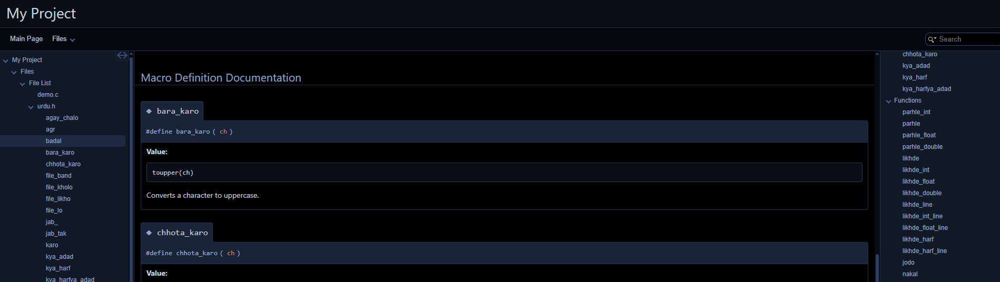 My Project
Main Page Files
Search
My Project
Files
File List
demo.c
urdu.h
agay_chalo
agr
badal
bara_karo
chhota_karo
file_band
file_kholo
file_likho
file_lo
jab_
jab_tak
karo
kya_adad
kya_harf
kya_harfya_adad
Macro Definition Documentation
◆ bara_karo
#define bara_karo ( ch )
Value:
toupper(ch)
Converts a character to uppercase.
◆ chhota_karo
#define chhota_karo ( ch )
Value:
chhota_karo
kya_adad
kya_harf
kya_harfya_adad
Functions
parhle_int
parhle
parhle_float
parhle_double
likhde
likhde_int
likhde_float
likhde_double
likhde_line
likhde_int_line
likhde_float_line
likhde_harf
likhde_harf_line
jodo
nakal